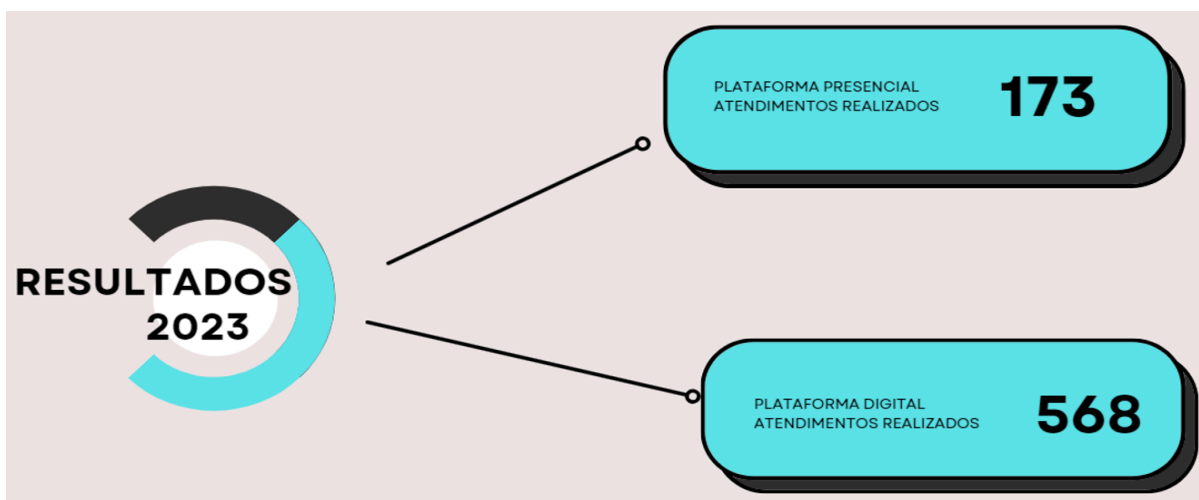 RESULTADOS
2023
PLATAFORMA PRESENCIAL
ATENDIMENTOS REALIZADOS
173
PLATAFORMA DIGITAL
ATENDIMENTOS REALIZADOS
568